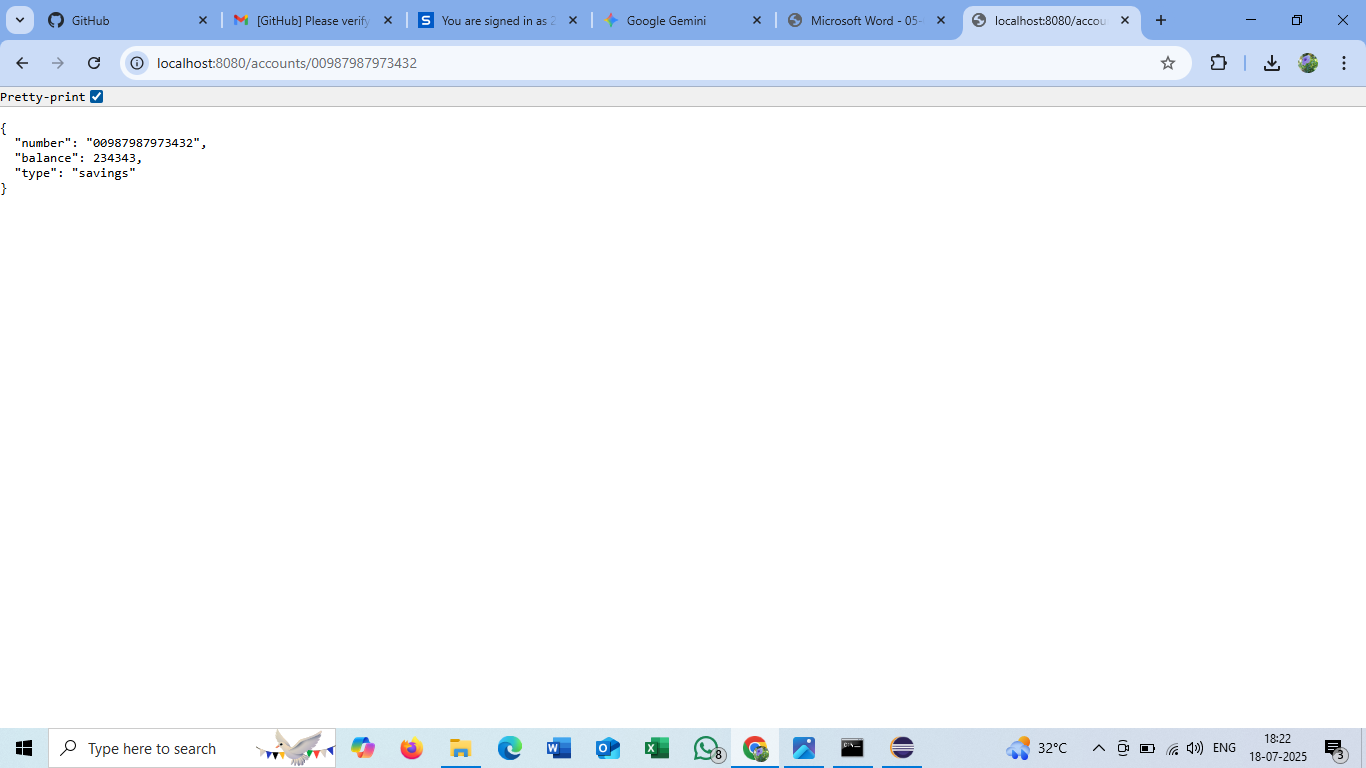 GitHub
[GitHub] Please verify
You are signed in as 2
Google Gemini
Microsoft Word - 05-
localhost:8080/accou
localhost:8080/accounts/00987987973432
Pretty-print
{
"number": "00987987973432",
"balance": 234343,
"type": "savings"
}
Type here to search
8
32°C
ENG
18:22
18-07-2025
3